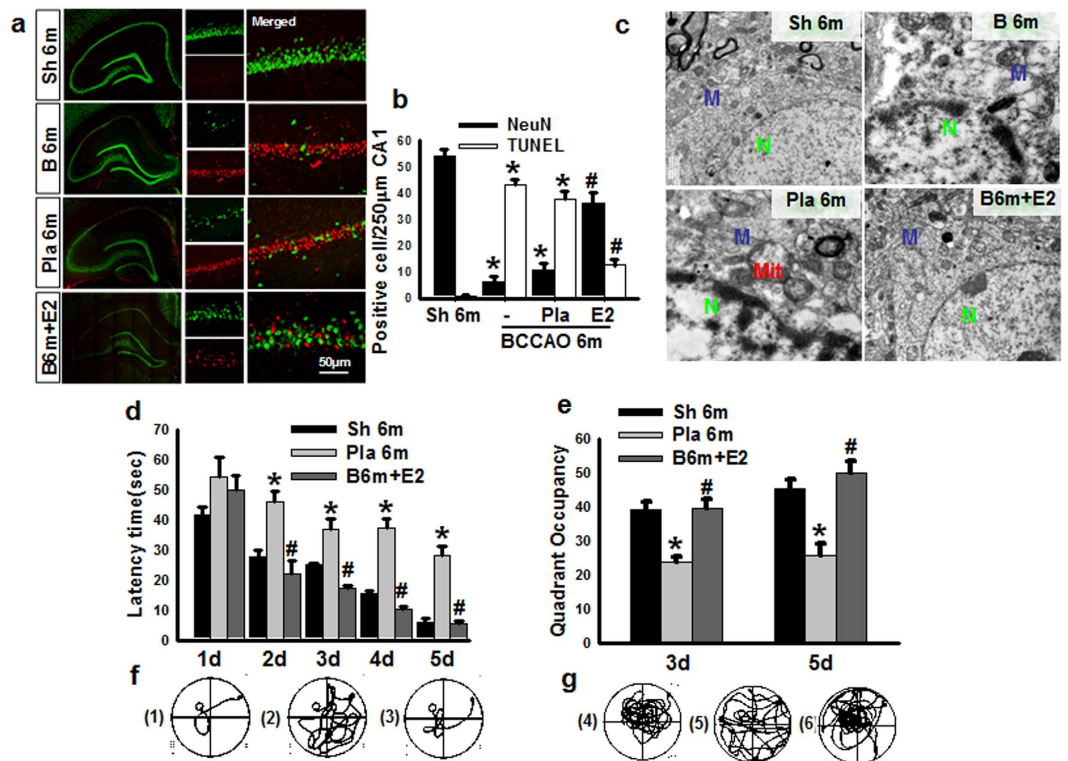 a
Sh 6m
B 6m
Pla 6m
B6m+E2
Merged
50µm
b
NeuN
TUNEL
Positive cell/250µm CA1
60
50
40
30
20
10
0
* * * * # #
Sh 6m - Pla E2
BCCAO 6m
c
Sh 6m
M
N
B 6m
M
N
Pla 6m
M
Mit
N
B6m+E2
M
N
d
Sh 6m
Pla 6m
B6m+E2
Latency time(sec)
70
60
50
40
30
20
10
0
* # * # * # * #
1d 2d 3d 4d 5d
e
Sh 6m
Pla 6m
B6m+E2
Quadrant Occupancy
60
50
40
30
20
10
0
* # * #
3d 5d
f
(1) (2) (3)
g
(4) (5) (6)